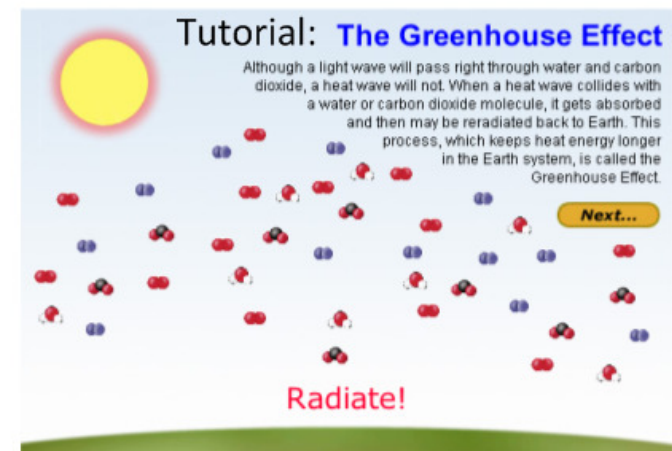 Tutorial: The Greenhouse Effect
Although a light wave will pass right through water and carbon
dioxide, a heat wave will not. When a heat wave collides with
a water or carbon dioxide molecule, it gets absorbed
and then may be reradiated back to Earth. This
process, which keeps heat energy longer
in the Earth system, is called the
Greenhouse Effect.
Next...
Radiate!